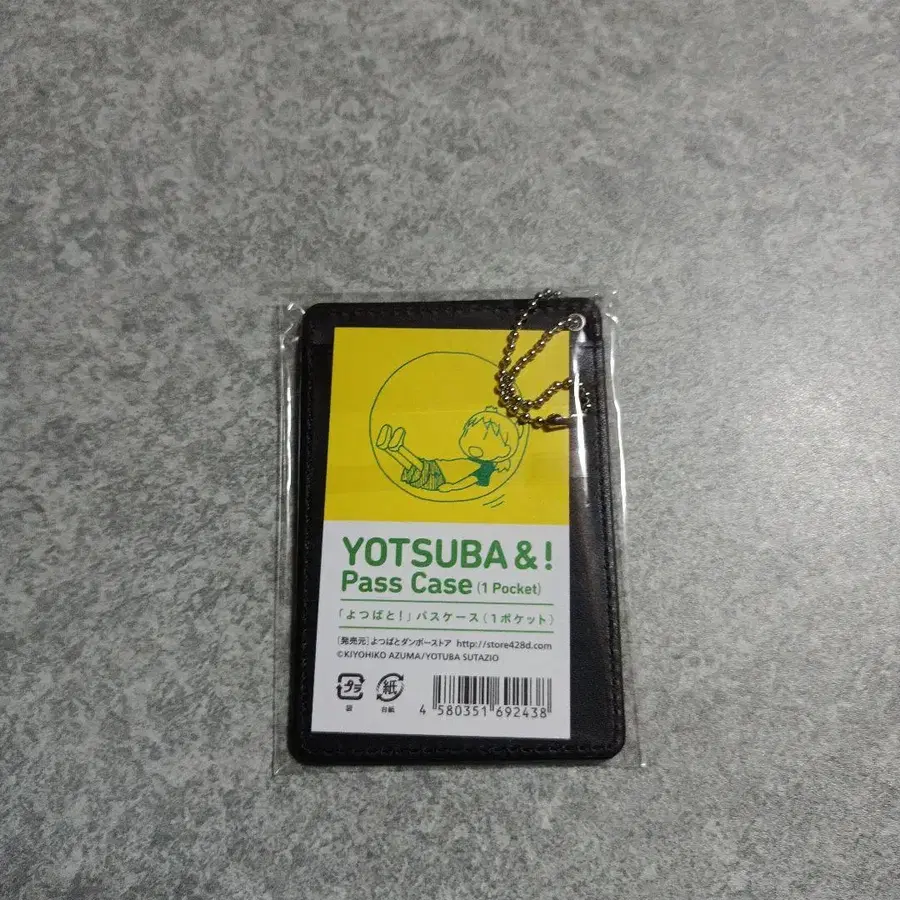 YOTSUBA&!
Pass Case (1 Pocket)
「よつばと!」パスケース(1ポケット)
[発売元]よつばとダンボーストア http://store428d.com
©KIYOHIKO AZUMA/YOTUBA SUTAZIO
プラ 紙
袋 台紙
4 580351 692438